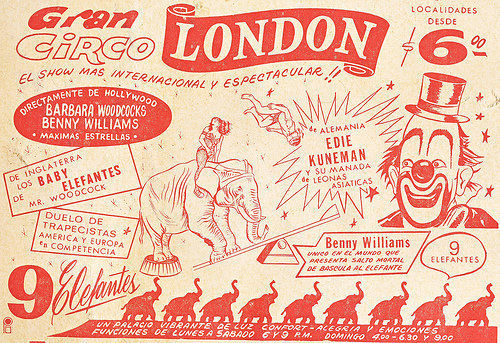 Gran
CIRCO
LONDON
EL SHOW MAS INTERNACIONAL Y ESPECTACULAR !!
LOCALIDADES
DESDE
$6.00
DIRECTAMENTE DE HOLLYWOOD
BARBARA WOODCOCKS
BENNY WILLIAMS
• MAXIMAS ESTRELLAS •
DE INGLATERRA
LOS BABY
ELEFANTES
DE MR. WOODCOCK
DUELO DE
TRAPECISTAS
AMERICA Y EUROPA
en COMPETENCIA
de ALEMANIA
EDIE
KUNEMAN
Y SU MANADA
de LEONAS
ASIATICAS
Benny Williams
UNICO EN EL MUNDO QUE
PRESENTA SALTO MORTAL
DE BASCULA AL ELEFANTE
9
ELEFANTES
9 Elefantes
UN PALACIO VIBRANTE DE LUZ CONFORT - ALEGRIA Y EMOCIONES
FUNCIONES DE LUNES A SABADO 6 Y 9 P.M. DOMINGO 4.00 - 6.30 Y 9.00